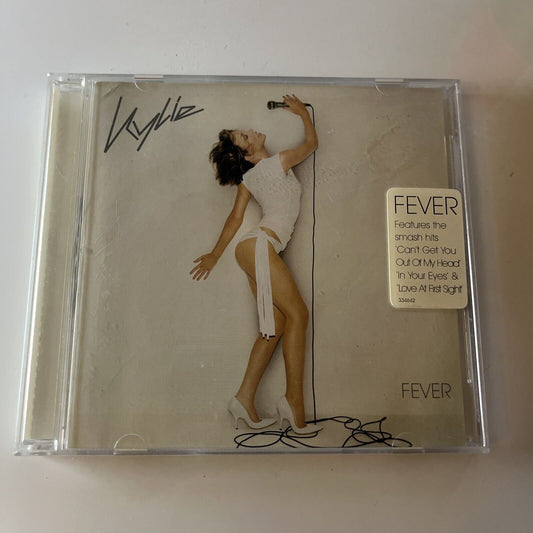 Kylie
FEVER
Features the
smash hits
'Can't Get You
Out Of My Head'
'In Your Eyes' &
'Love At First Sight'
334642
FEVER